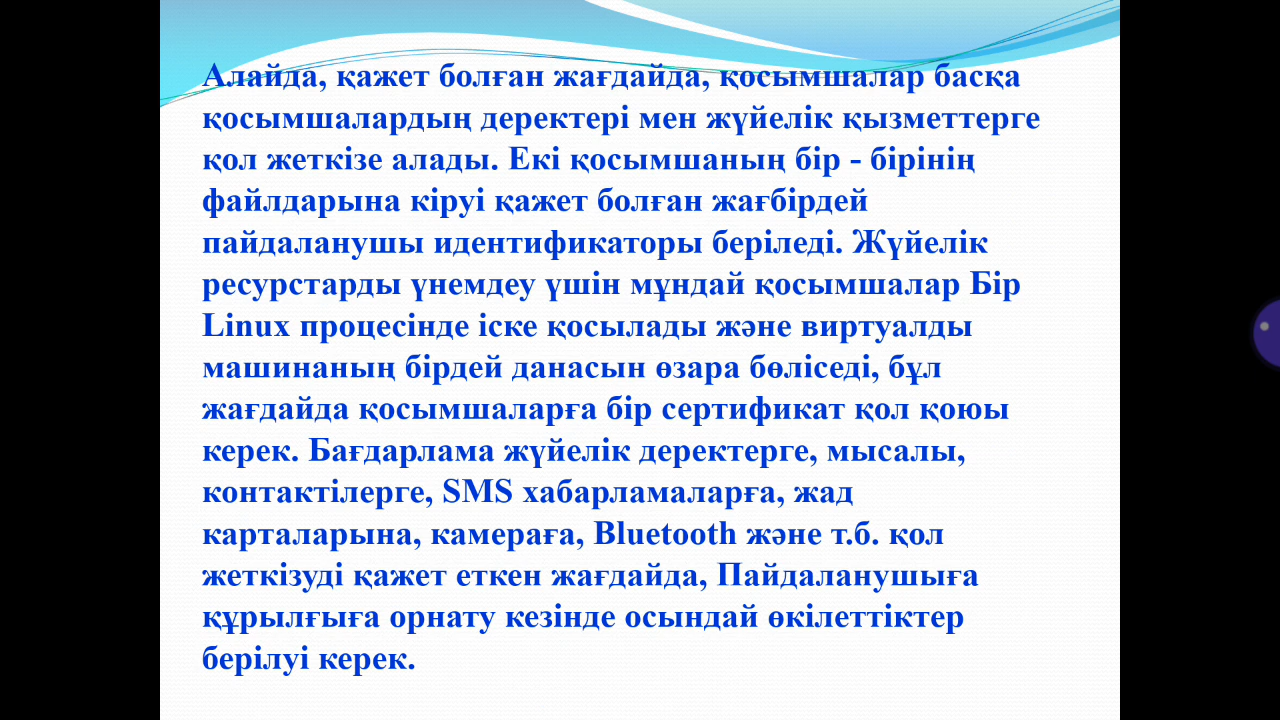 Алайда, қажет болған жағдайда, қосымшалар басқа
қосымшалардың деректері мен жүйелік қызметтерге
қол жеткізе алады. Екі қосымшаның бір - бірінің
файлдарына кіруі қажет болған жағбірдей
пайдаланушы идентификаторы беріледі. Жүйелік
ресурстарды үнемдеу үшін мұндай қосымшалар Бір
Linux процесінде іске қосылады және виртуалды
машинаның бірдей данасын өзара бөліседі, бұл
жағдайда қосымшаларға бір сертификат қол қоюы
керек. Бағдарлама жүйелік деректерге, мысалы,
контактілерге, SMS хабарламаларға, жад
карталарына, камераға, Bluetooth және т.б. қол
жеткізуді қажет еткен жағдайда, Пайдаланушыға
құрылғыға орнату кезінде осындай өкілеттіктер
берілуі керек.